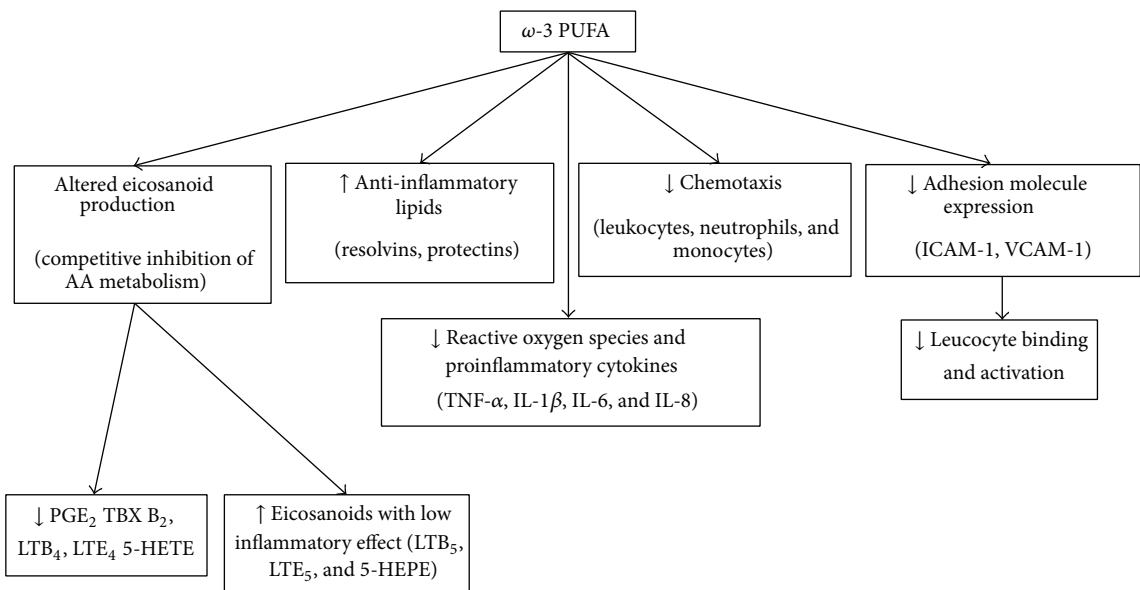 ω-3 PUFA
Altered eicosanoid
production
(competitive inhibition of
AA metabolism)
↑ Anti-inflammatory
lipids
(resolvins, protectins)
↓ Chemotaxis
(leukocytes, neutrophils, and
monocytes)
↓ Adhesion molecule
expression
(ICAM-1, VCAM-1)
↓ Reactive oxygen species and
proinflammatory cytokines
(TNF-α, IL-1β, IL-6, and IL-8)
↓ Leucocyte binding
and activation
↓ PGE₂ TBX B₂,
LTB₄, LTE₄ 5-HETE
↑ Eicosanoids with low
inflammatory effect (LTB₅,
LTE₅, and 5-HEPE)